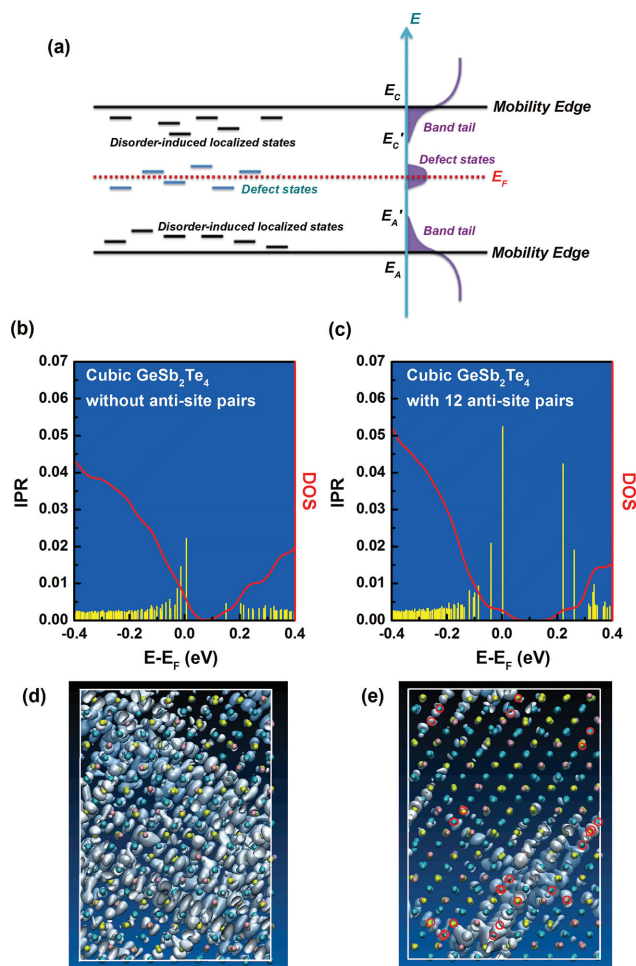 (a)
E
E_C
Mobility Edge
Band tail
Disorder-induced localized states
E_C'
Defect states
Defect states
E_F
Disorder-induced localized states
E_A'
Band tail
Mobility Edge
E_A
(b)
0.07
0.06
0.05
0.04
0.03
0.02
0.01
0.00
IPR
Cubic GeSb₂Te₄
without anti-site pairs
DOS
-0.4 -0.2 0.0 0.2 0.4
E-E_F (eV)
(c)
0.07
0.06
0.05
0.04
0.03
0.02
0.01
0.00
IPR
Cubic GeSb₂Te₄
with 12 anti-site pairs
DOS
-0.4 -0.2 0.0 0.2 0.4
E-E_F (eV)
(d)
(e)